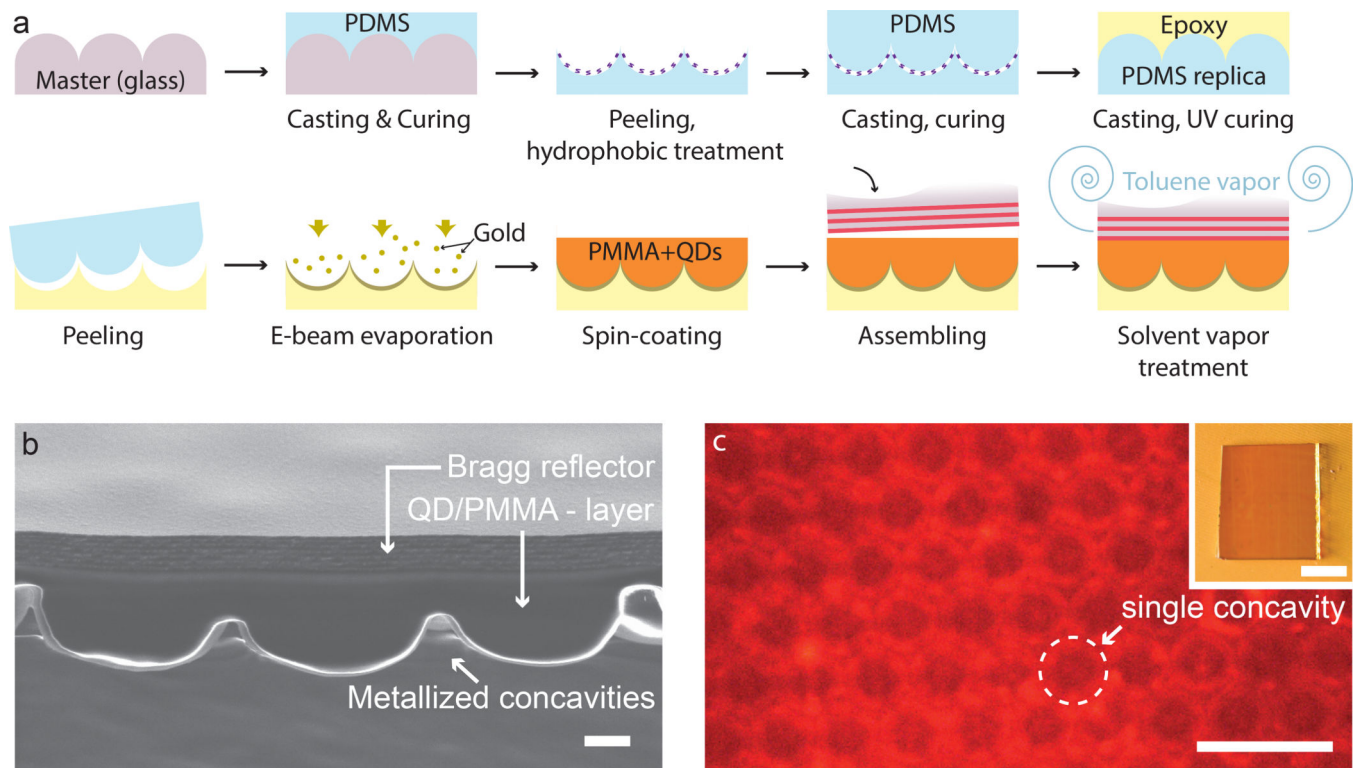 a
PDMS
PDMS
Epoxy
Master (glass)
PDMS replica
Casting & Curing
Peeling,
hydrophobic treatment
Casting, curing
Casting, UV curing
Toluene vapor
Gold
PMMA+QDs
Peeling
E-beam evaporation
Spin-coating
Assembling
Solvent vapor
treatment
b
Bragg reflector
QD/PMMA - layer
Metallized concavities
c
single concavity